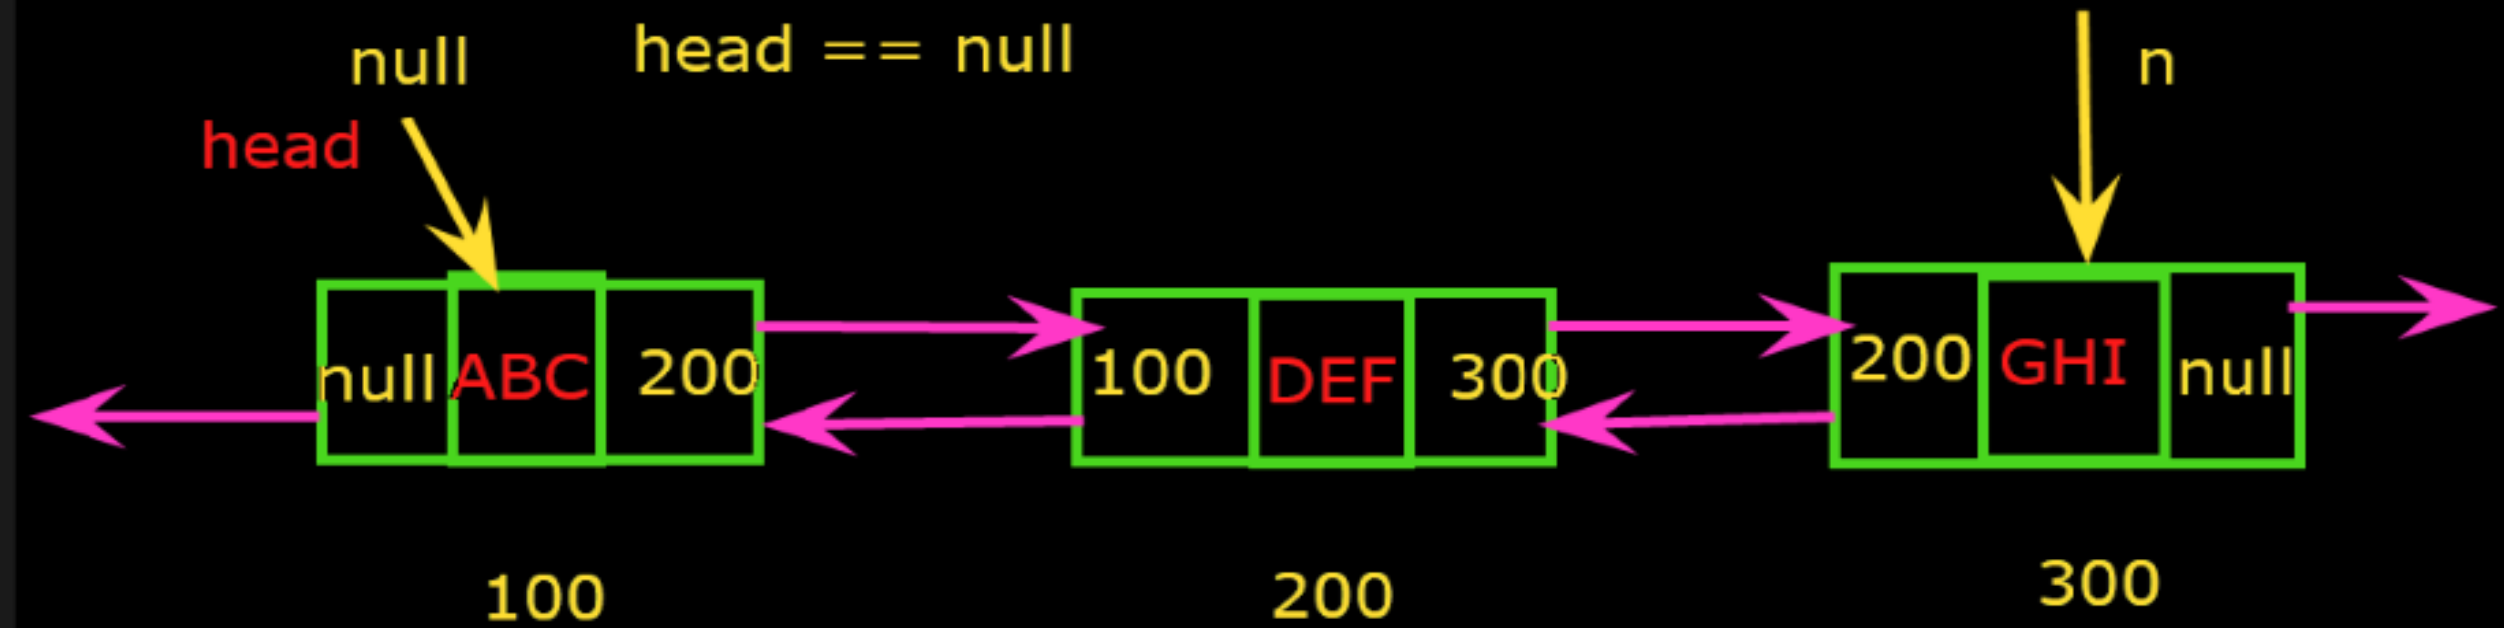 null
head == null
n
head
null ABC 200
100 DEF 300
200 GHI null
100
200
300